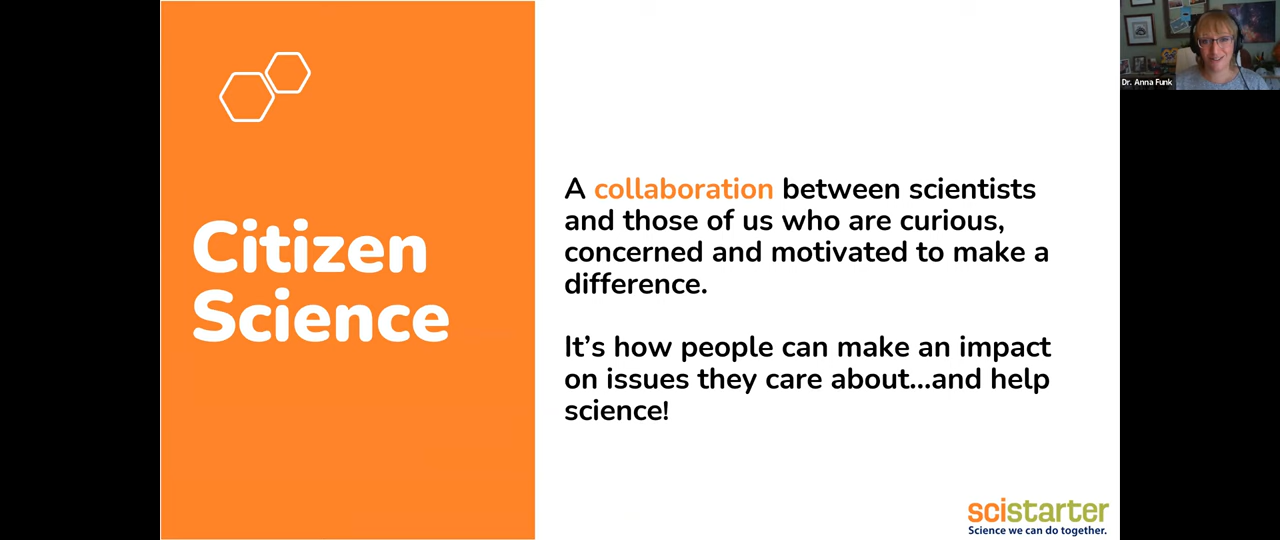 Dr. Anna Funk
Citizen
Science
A collaboration between scientists
and those of us who are curious,
concerned and motivated to make a
difference.
It's how people can make an impact
on issues they care about...and help
science!
scistarter
Science we can do together.